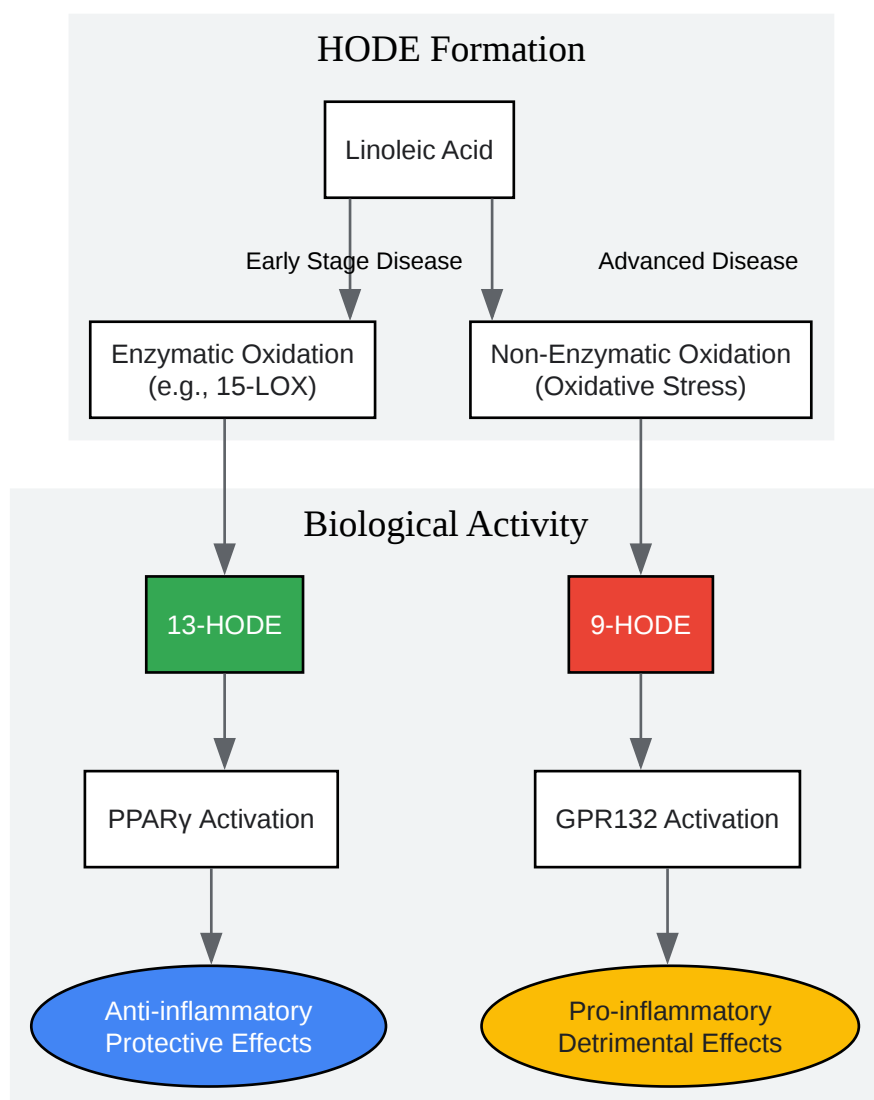 HODE Formation
Linoleic Acid
Early Stage Disease
Advanced Disease
Enzymatic Oxidation
(e.g., 15-LOX)
Non-Enzymatic Oxidation
(Oxidative Stress)
Biological Activity
13-HODE
9-HODE
PPARγ Activation
GPR132 Activation
Anti-inflammatory
Protective Effects
Pro-inflammatory
Detrimental Effects